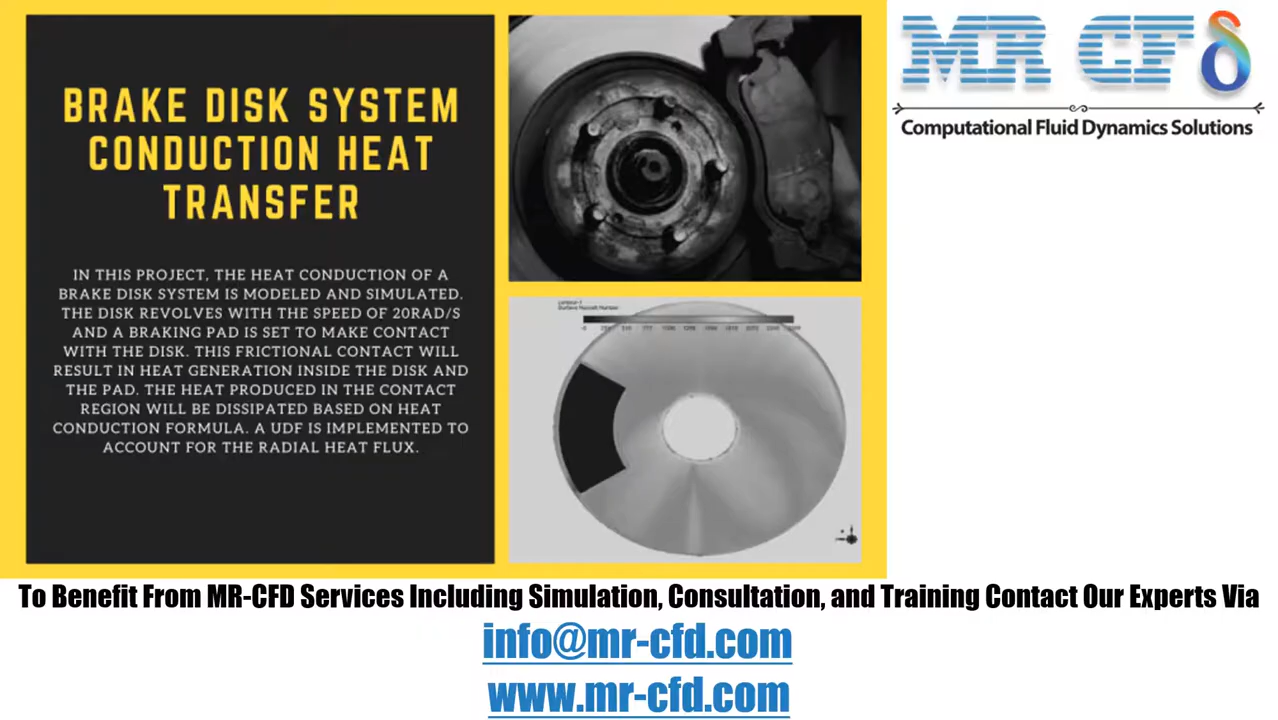 BRAKE DISK SYSTEM
CONDUCTION HEAT
TRANSFER
IN THIS PROJECT, THE HEAT CONDUCTION OF A
BRAKE DISK SYSTEM IS MODELED AND SIMULATED.
THE DISK REVOLVES WITH THE SPEED OF 20RAD/S
AND A BRAKING PAD IS SET TO MAKE CONTACT
WITH THE DISK. THIS FRICTIONAL CONTACT WILL
RESULT IN HEAT GENERATION INSIDE THE DISK AND
THE PAD. THE HEAT PRODUCED IN THE CONTACT
REGION WILL BE DISSIPATED BASED ON HEAT
CONDUCTION FORMULA. A UDF IS IMPLEMENTED TO
ACCOUNT FOR THE RADIAL HEAT FLUX.
MR CFδ
Computational Fluid Dynamics Solutions
To Benefit From MR-CFD Services Including Simulation, Consultation, and Training Contact Our Experts Via
info@mr-cfd.com
www.mr-cfd.com